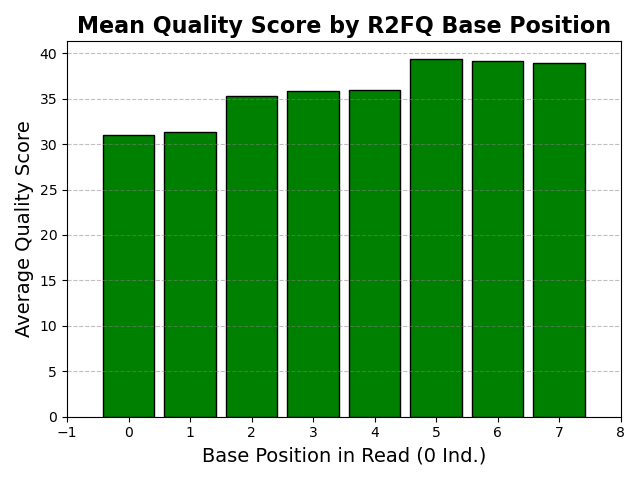 Mean Quality Score by R2FQ Base Position
Average Quality Score
40
35
30
25
20
15
10
5
0
−1 0 1 2 3 4 5 6 7 8
Base Position in Read (0 Ind.)